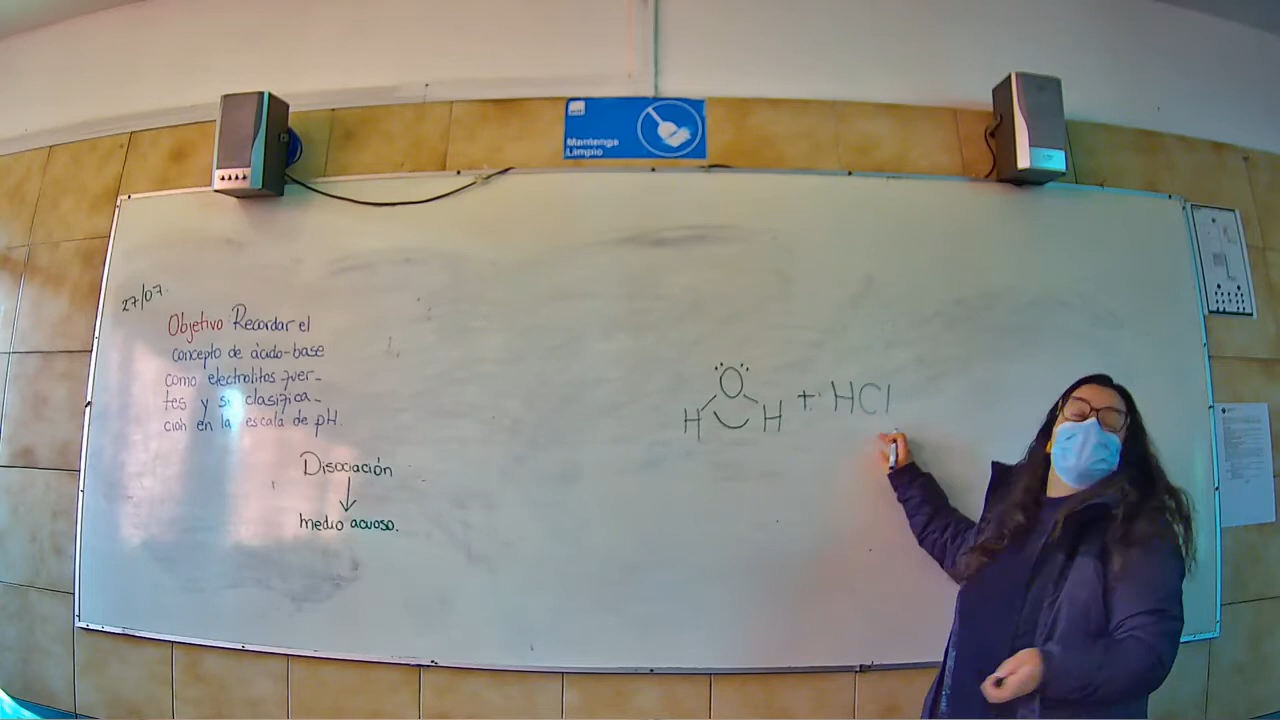 Mantenga
Limpio
27/07.
Objetivo Recordar el
concepto de ácido-base
como electrolitos fuer-
tes y su clasifica-
ción en la escala de pH.
Disociación
↓
medio acuoso.
O
H H + HCl